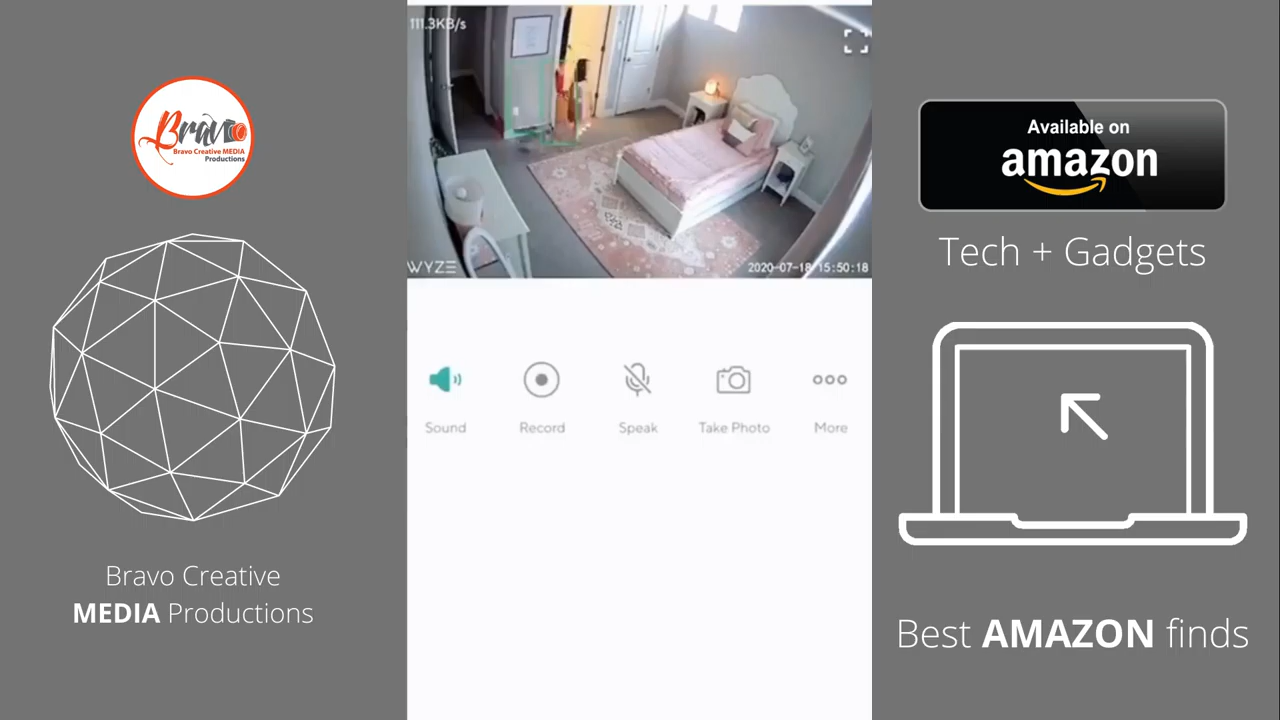 Bravo
Bravo Creative MEDIA
Productions
Bravo Creative
MEDIA Productions
111.3KB/s
WYZE
2020-07-18 15:50:18
Sound
Record
Speak
Take Photo
More
Available on
amazon
Tech + Gadgets
Best AMAZON finds